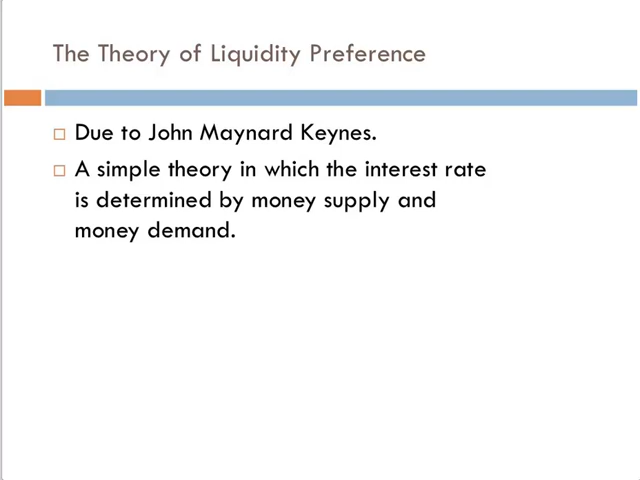 The Theory of Liquidity Preference
Due to John Maynard Keynes.
A simple theory in which the interest rate
is determined by money supply and
money demand.